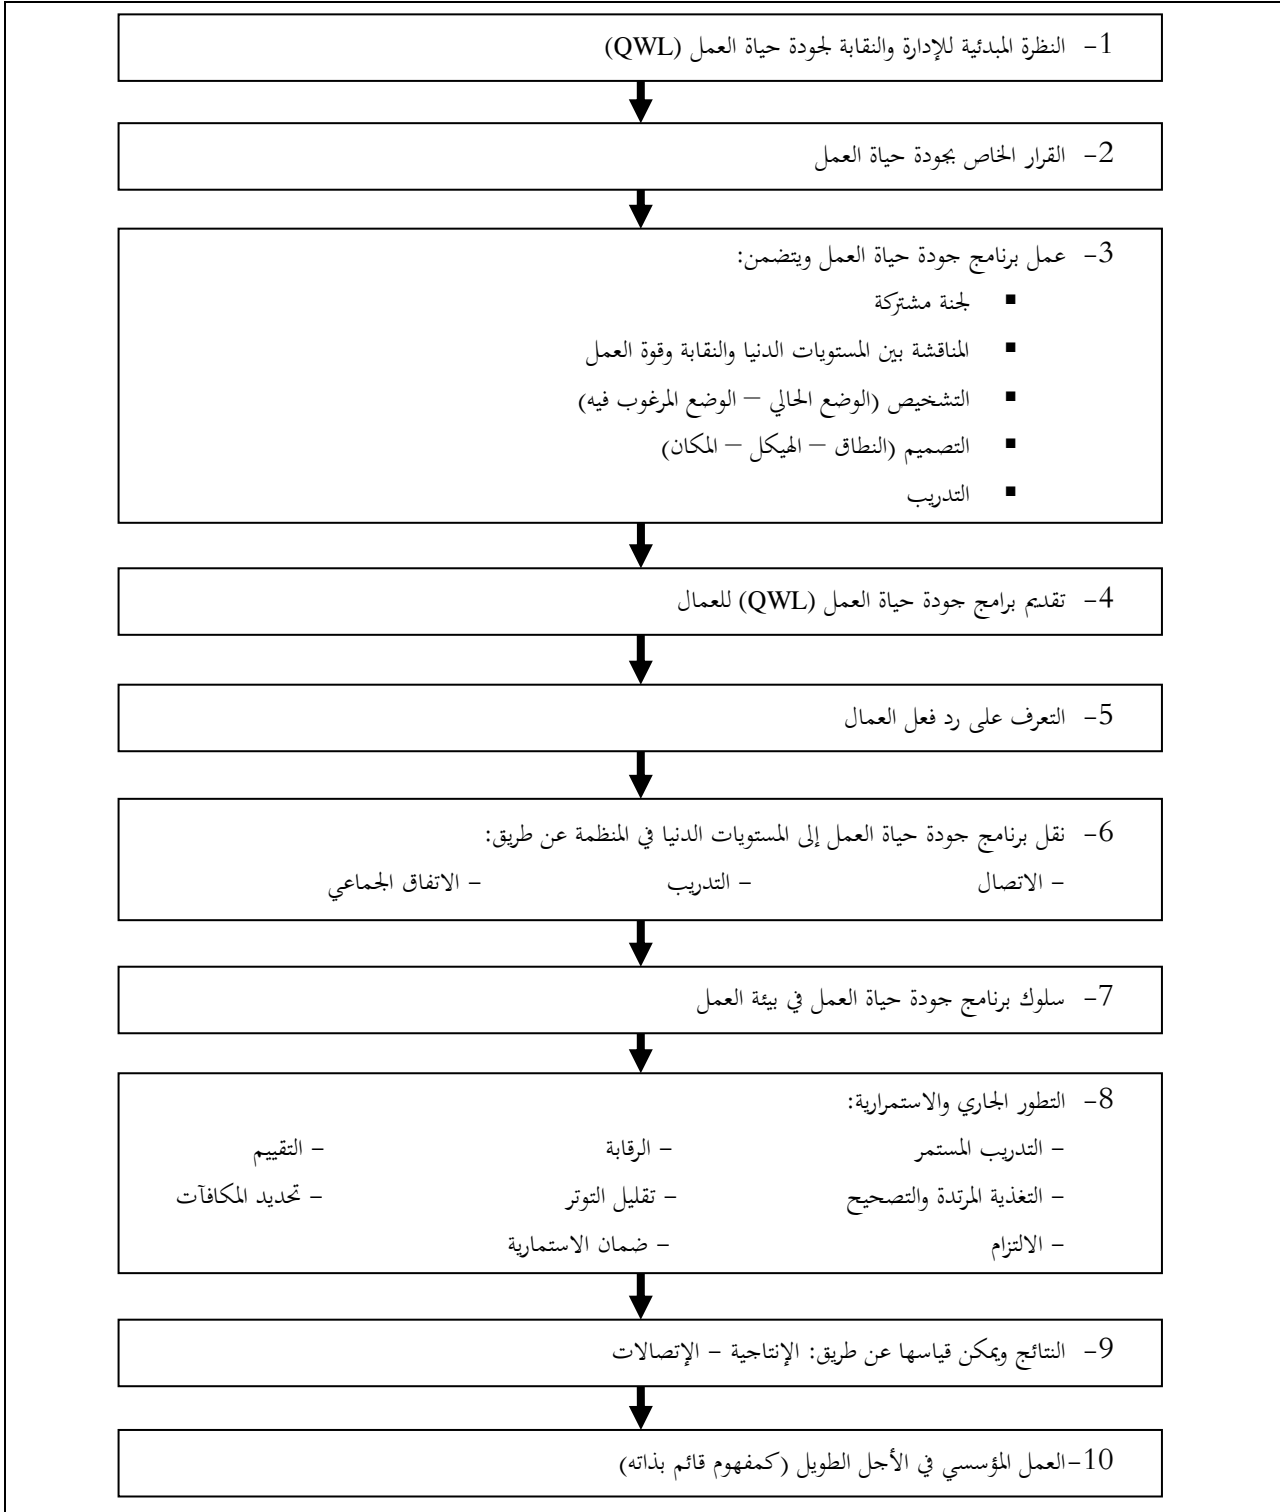 1- النظرة المبدئية للإدارة والنقابة لجودة حياة العمل (QWL)
2- القرار الخاص بجودة حياة العمل
3- عمل برنامج جودة حياة العمل ويتضمن:
▪ لجنة مشتركة
▪ المناقشة بين المستويات الدنيا والنقابة وقوة العمل
▪ التشخيص (الوضع الحالي – الوضع المرغوب فيه)
▪ التصميم (النطاق – الهيكل – المكان)
▪ التدريب
4- تقديم برامج جودة حياة العمل (QWL) للعمال
5- التعرف على رد فعل العمال
6- نقل برنامج جودة حياة العمل إلى المستويات الدنيا في المنظمة عن طريق:
- الاتصال - التدريب - الاتفاق الجماعي
7- سلوك برنامج جودة حياة العمل في بيئة العمل
8- التطور الجاري والاستمرارية:
- التدريب المستمر - الرقابة - التقييم
- التغذية المرتدة والتصحيح - تقليل التوتر - تحديد المكافآت
- الالتزام - ضمان الاستمارية
9- النتائج ويمكن قياسها عن طريق: الإنتاجية - الإتصالات
10-العمل المؤسسي في الأجل الطويل (كمفهوم قائم بذاته)